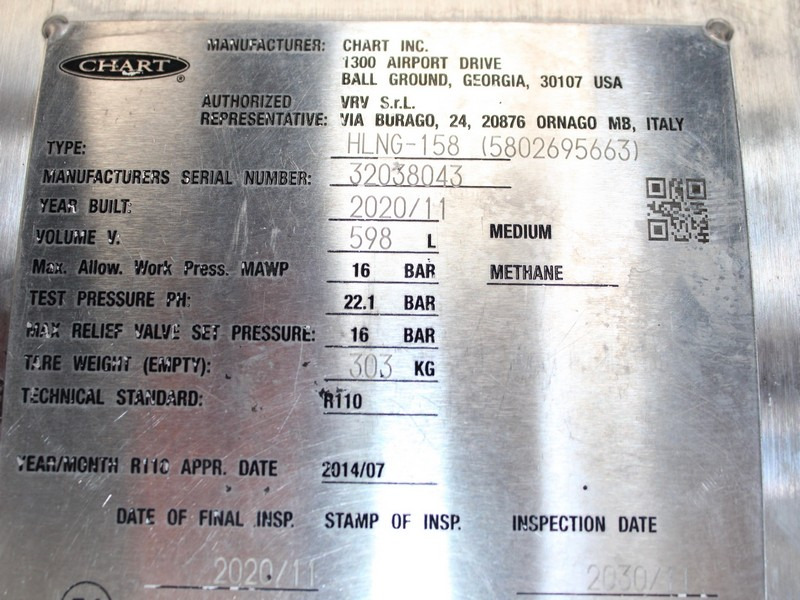 CHART ®
MANUFACTURER: CHART INC.
1300 AIRPORT DRIVE
BALL GROUND, GEORGIA, 30107 USA
AUTHORIZED REPRESENTATIVE: VRV S.r.L.
VIA BURAGO, 24, 20876 ORNAGO MB, ITALY
TYPE: HLNG-158 (5802695663)
MANUFACTURERS SERIAL NUMBER: 32038043
YEAR BUILT: 2020/11
VOLUME V. 598 L MEDIUM
Max. Allow. Work Press. MAWP 16 BAR METHANE
TEST PRESSURE PH: 22.1 BAR
MAX RELIEF VALVE SET PRESSURE: 16 BAR
TARE WEIGHT (EMPTY): 303 KG
TECHNICAL STANDARD: R110
YEAR/MONTH R110 APPR. DATE 2014/07
DATE OF FINAL INSP. STAMP OF INSP. INSPECTION DATE
2020/11 2030/11